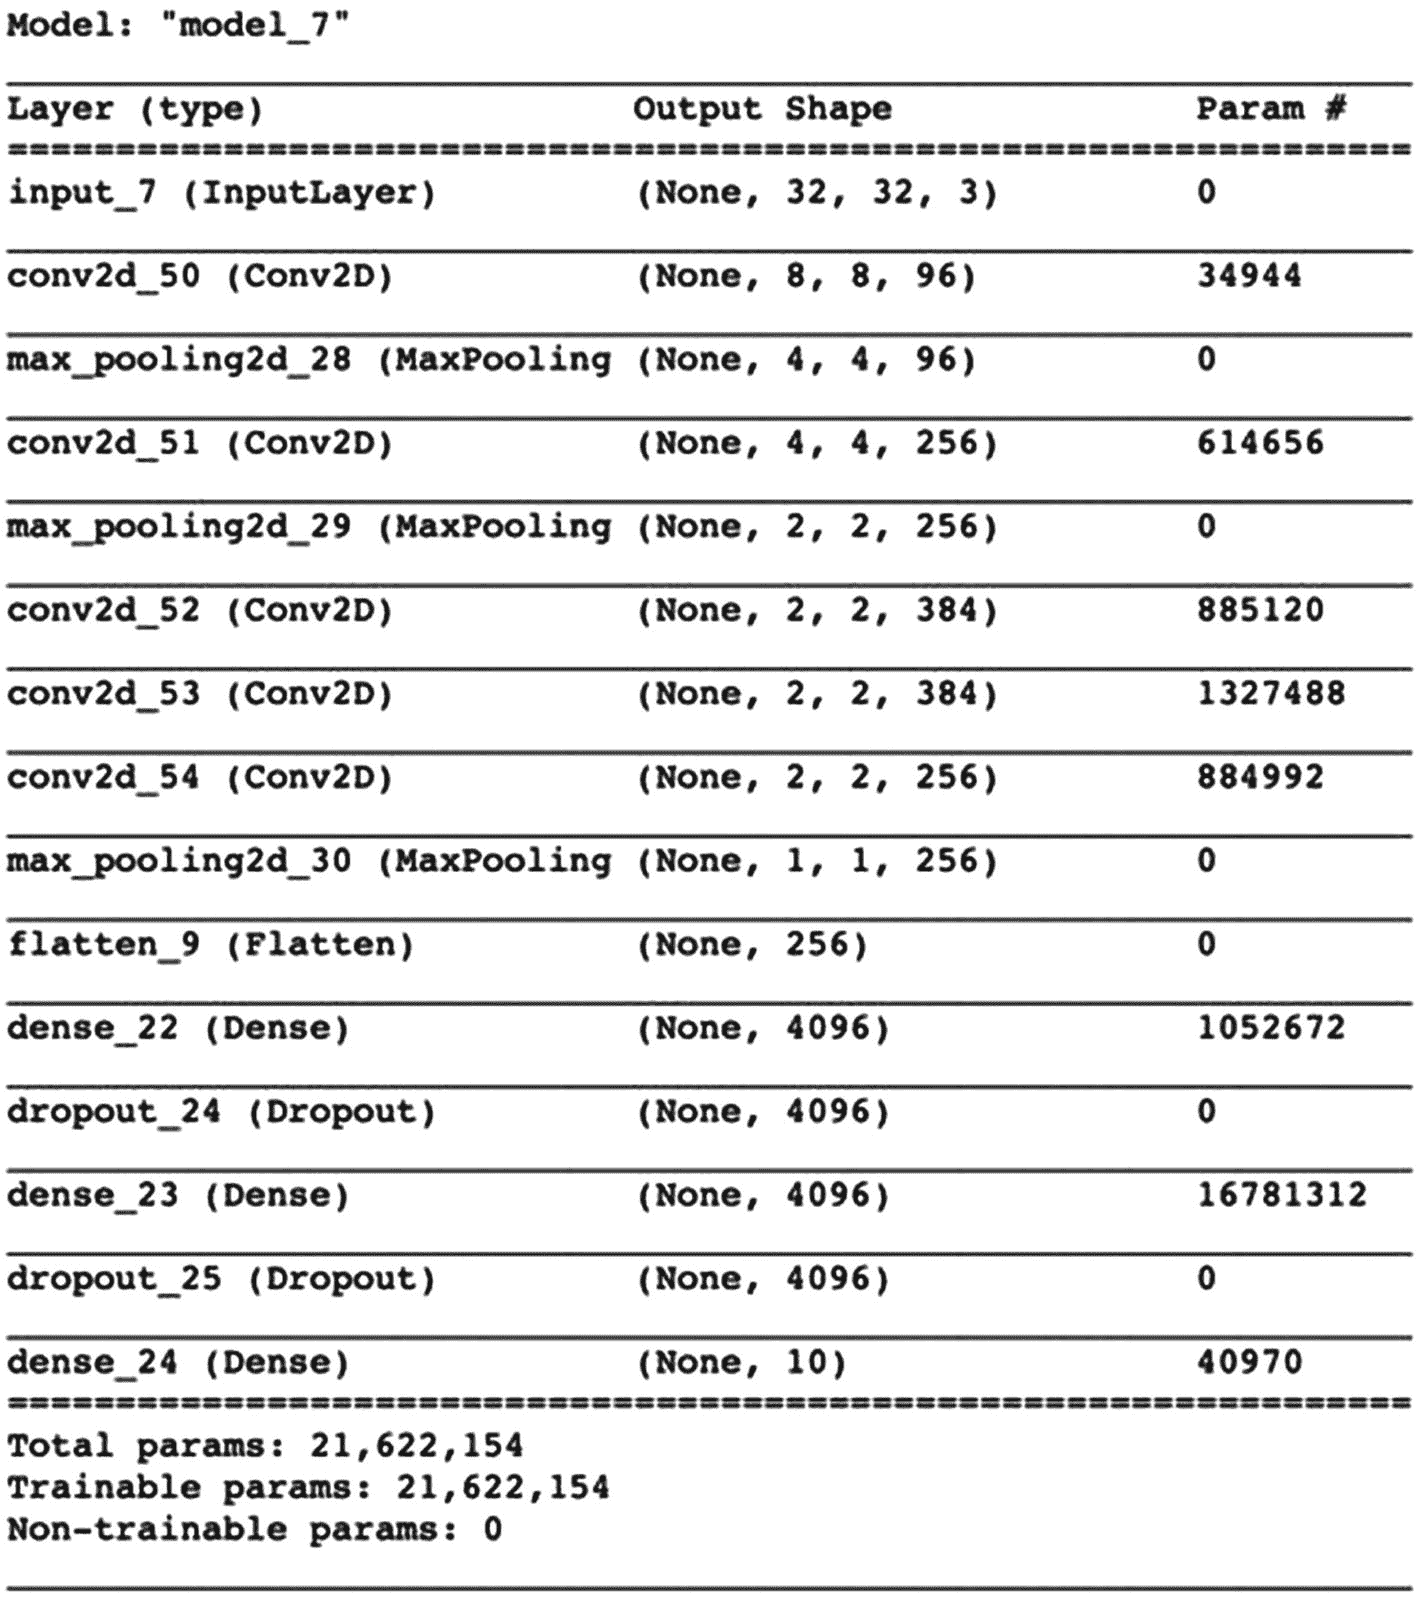 Model: "model_7"
Layer (type) Output Shape Param #
=================================================================
input_7 (InputLayer) (None, 32, 32, 3) 0
conv2d_50 (Conv2D) (None, 8, 8, 96) 34944
max_pooling2d_28 (MaxPooling (None, 4, 4, 96) 0
conv2d_51 (Conv2D) (None, 4, 4, 256) 614656
max_pooling2d_29 (MaxPooling (None, 2, 2, 256) 0
conv2d_52 (Conv2D) (None, 2, 2, 384) 885120
conv2d_53 (Conv2D) (None, 2, 2, 384) 1327488
conv2d_54 (Conv2D) (None, 2, 2, 256) 884992
max_pooling2d_30 (MaxPooling (None, 1, 1, 256) 0
flatten_9 (Flatten) (None, 256) 0
dense_22 (Dense) (None, 4096) 1052672
dropout_24 (Dropout) (None, 4096) 0
dense_23 (Dense) (None, 4096) 16781312
dropout_25 (Dropout) (None, 4096) 0
dense_24 (Dense) (None, 10) 40970
=================================================================
Total params: 21,622,154
Trainable params: 21,622,154
Non-trainable params: 0